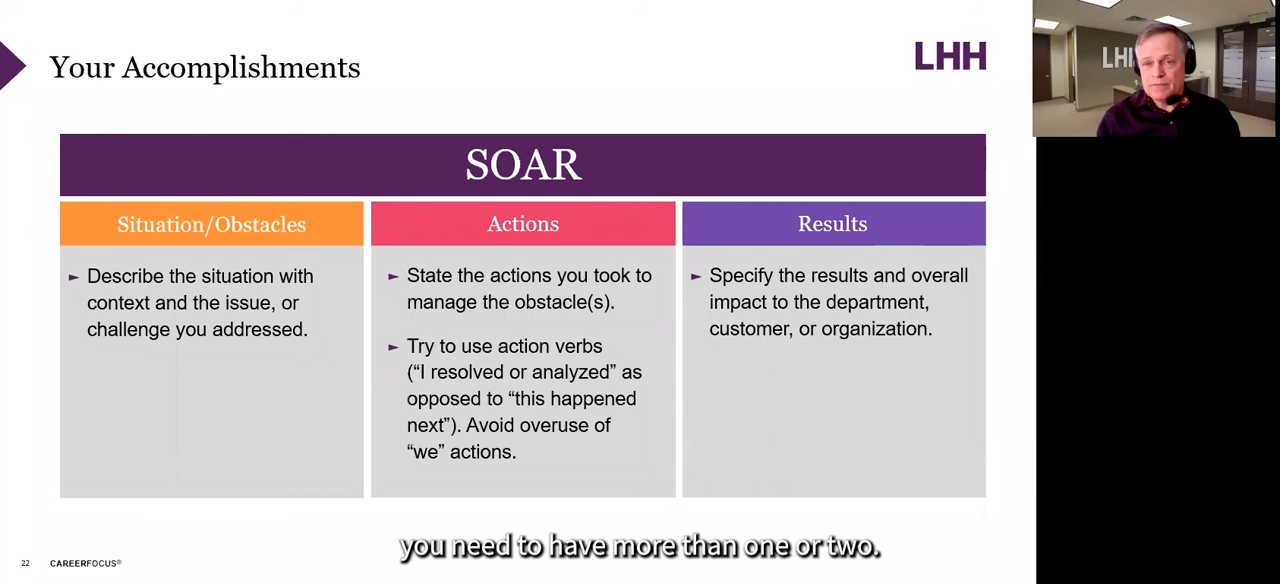 Your Accomplishments
LHH
LHH
SOAR
Situation/Obstacles
Actions
Results
► Describe the situation with
context and the issue, or
challenge you addressed.
► State the actions you took to
manage the obstacle(s).
► Try to use action verbs
(“I resolved or analyzed” as
opposed to “this happened
next”). Avoid overuse of
“we” actions.
► Specify the results and overall
impact to the department,
customer, or organization.
you need to have more than one or two.
22 CAREERFOCUS®